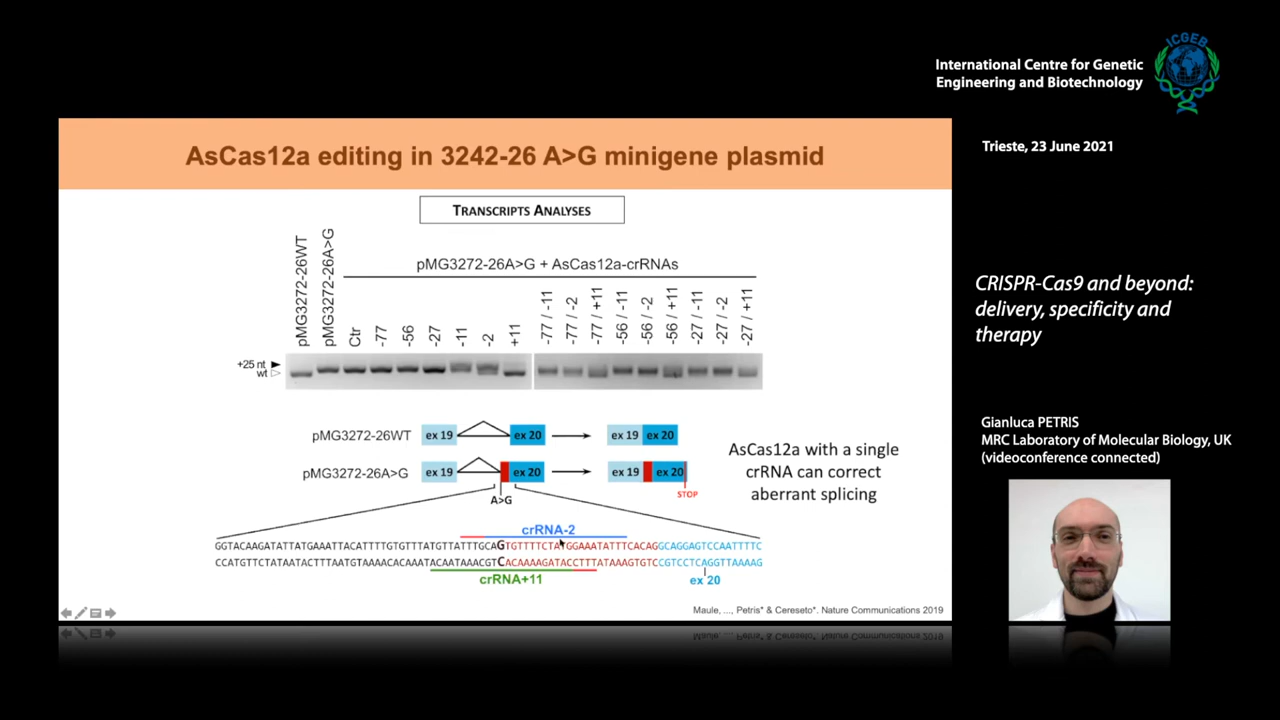 ICGEB
International Centre for Genetic
Engineering and Biotechnology
Trieste, 23 June 2021
CRISPR-Cas9 and beyond:
delivery, specificity and
therapy
Gianluca PETRIS
MRC Laboratory of Molecular Biology, UK
(videoconference connected)
AsCas12a editing in 3242-26 A>G minigene plasmid
TRANSCRIPTS ANALYSES
pMG3272-26WT
pMG3272-26A>G
pMG3272-26A>G + AsCas12a-crRNAs
Ctr
-77
-56
-27
-11
-2
+11
-77 / -11
-77 / -2
-77 / +11
-56 / -11
-56 / -2
-56 / +11
-27 / -11
-27 / -2
-27 / +11
+25 nt
wt
pMG3272-26WT ex 19 ex 20 ex 19 ex 20
pMG3272-26A>G ex 19 ex 20 ex 19 ex 20
STOP
A>G
AsCas12a with a single
crRNA can correct
aberrant splicing
crRNA-2
GGTACAAGATATTATGAAATTACATTTTGTGTTTATGTTATTTGCAGTGTTTTCTATGGAAATATTTCACAGGCAGGAGTCCAATTTTC
CCATGTTCTATAATACTTTAATGTAAAACACAAATACAATAAACGTCACAAAAGATACCTTTATAAAGTGTCCGTCCTCAGGTTAAAAG
crRNA+11
ex 20
Maule, ..., Petris* & Cereseto*. Nature Communications 2019